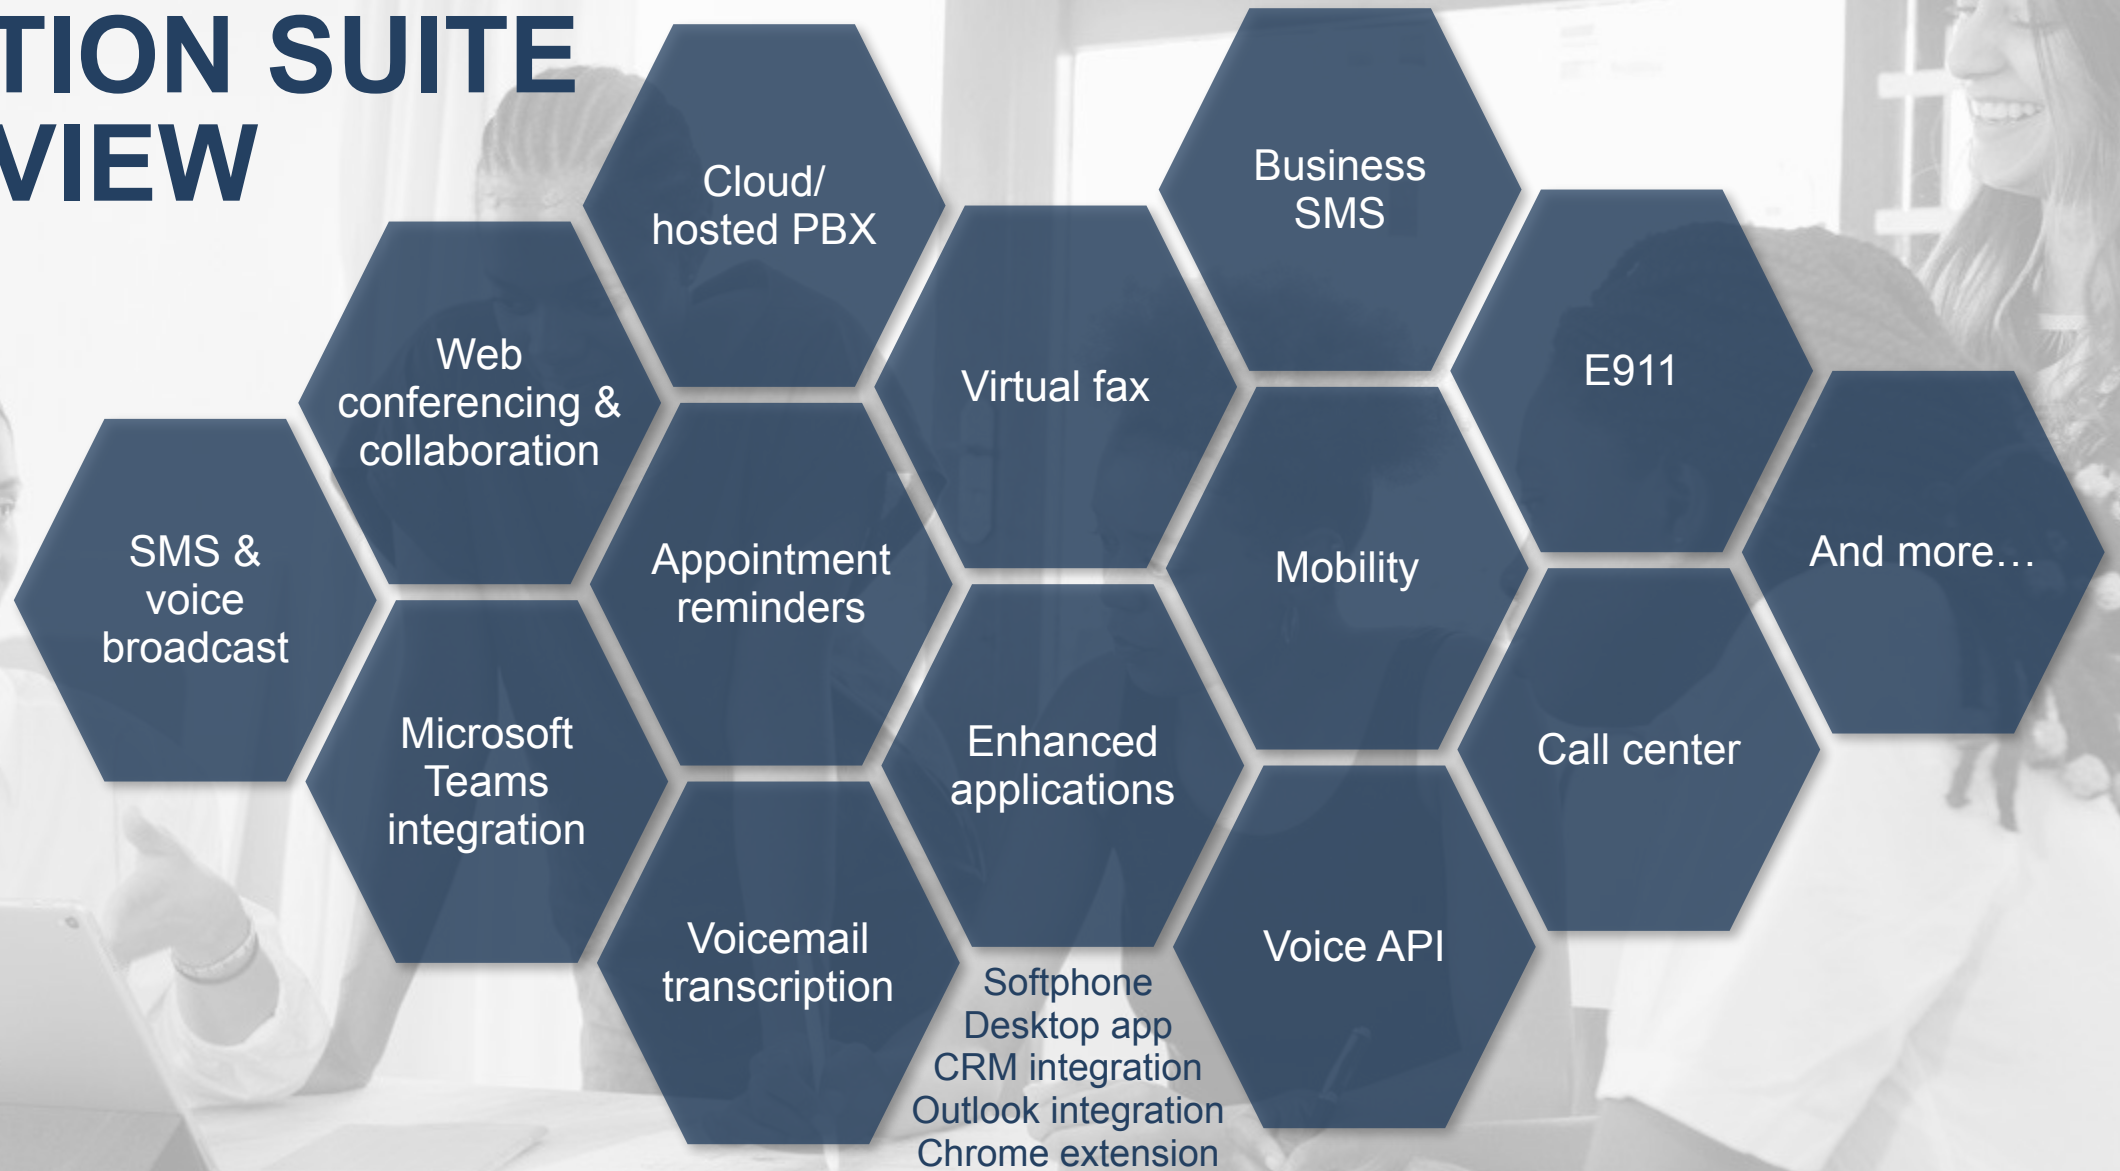 TION SUITE
VIEW
Cloud/
hosted PBX
Business
SMS
Web
conferencing &
collaboration
Virtual fax
E911
SMS &
voice
broadcast
Appointment
reminders
Mobility
And more…
Microsoft
Teams
integration
Enhanced
applications
Call center
Voicemail
transcription
Voice API
Softphone
Desktop app
CRM integration
Outlook integration
Chrome extension